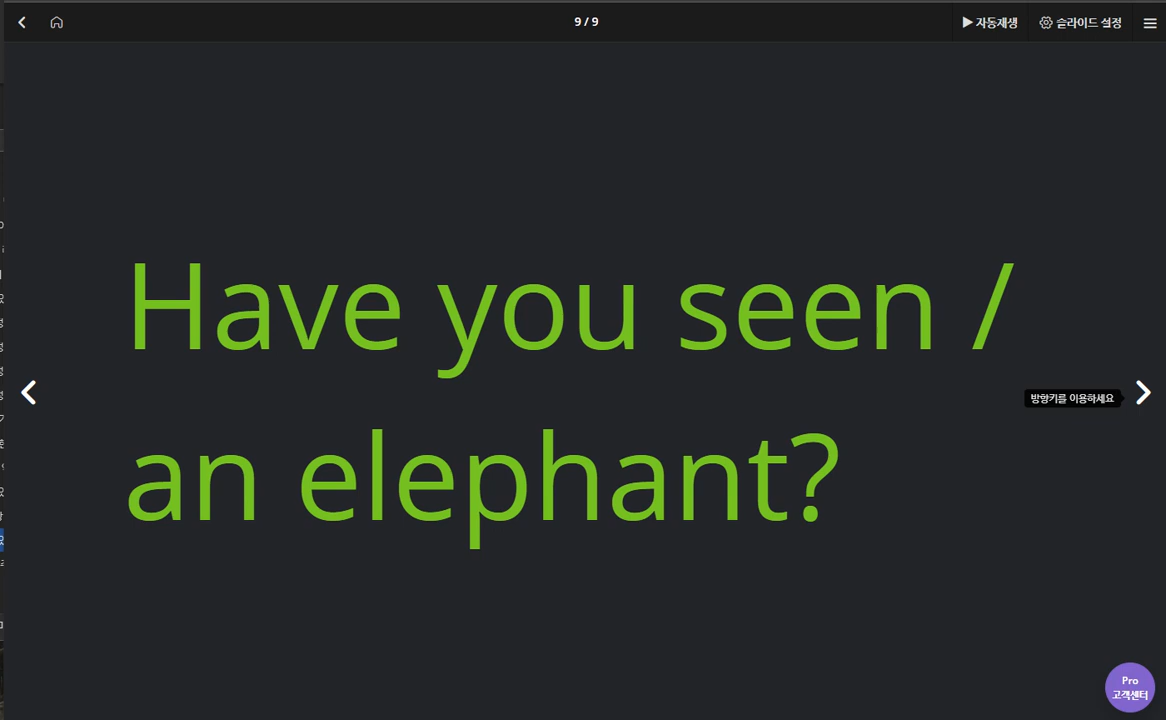 9 / 9
▶ 자동재생
슬라이드 설정
Have you seen /
an elephant?
방향키를 이용하세요
Pro
고객센터